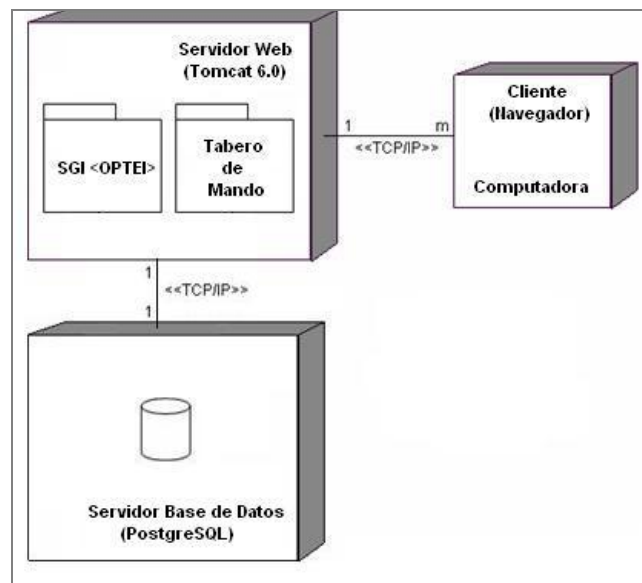 Servidor Web
(Tomcat 6.0)
SGI <OPTEI>
Tabero
de
Mando
1
m
<<TCP/IP>>
Cliente
(Navegador)
Computadora
1
<<TCP/IP>>
1
Servidor Base de Datos
(PostgreSQL)